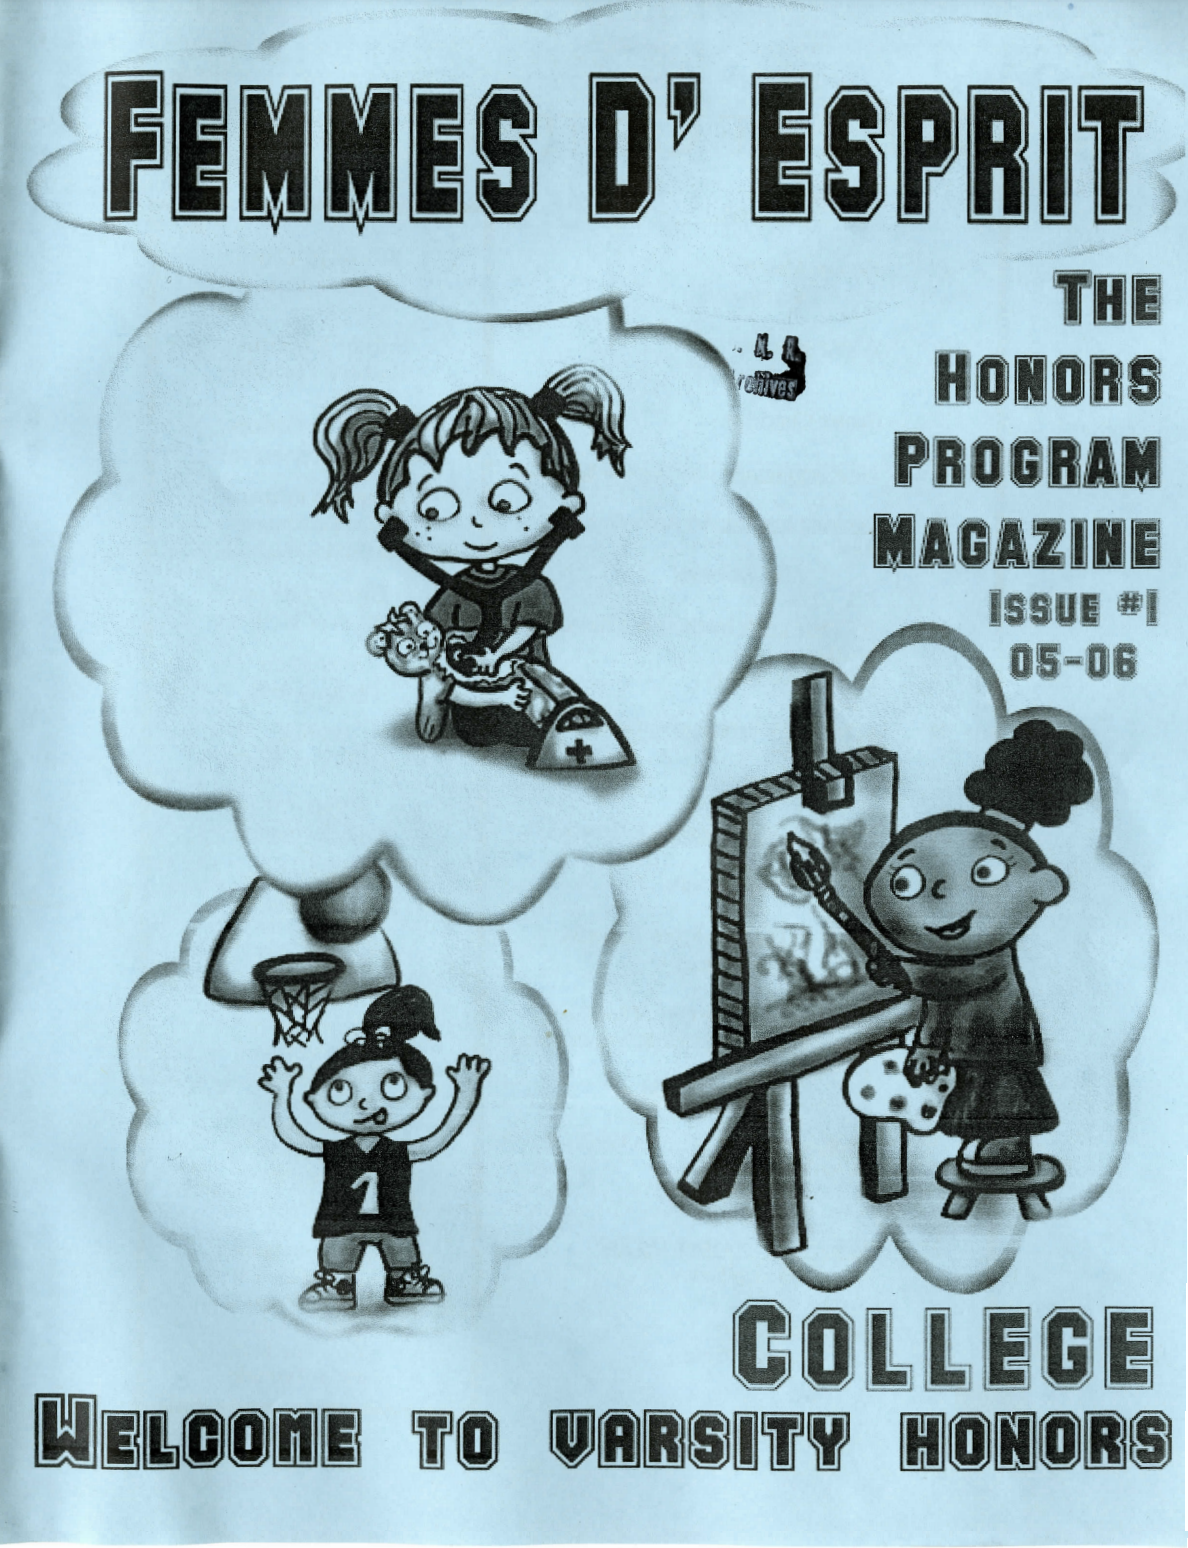 FEMMES D' ESPRIT
THE
HONORS
PROGRAM
MAGAZINE
ISSUE #1
05-06
N. R.
1
COLLEGE
WELCOME TO VARSITY HONORS